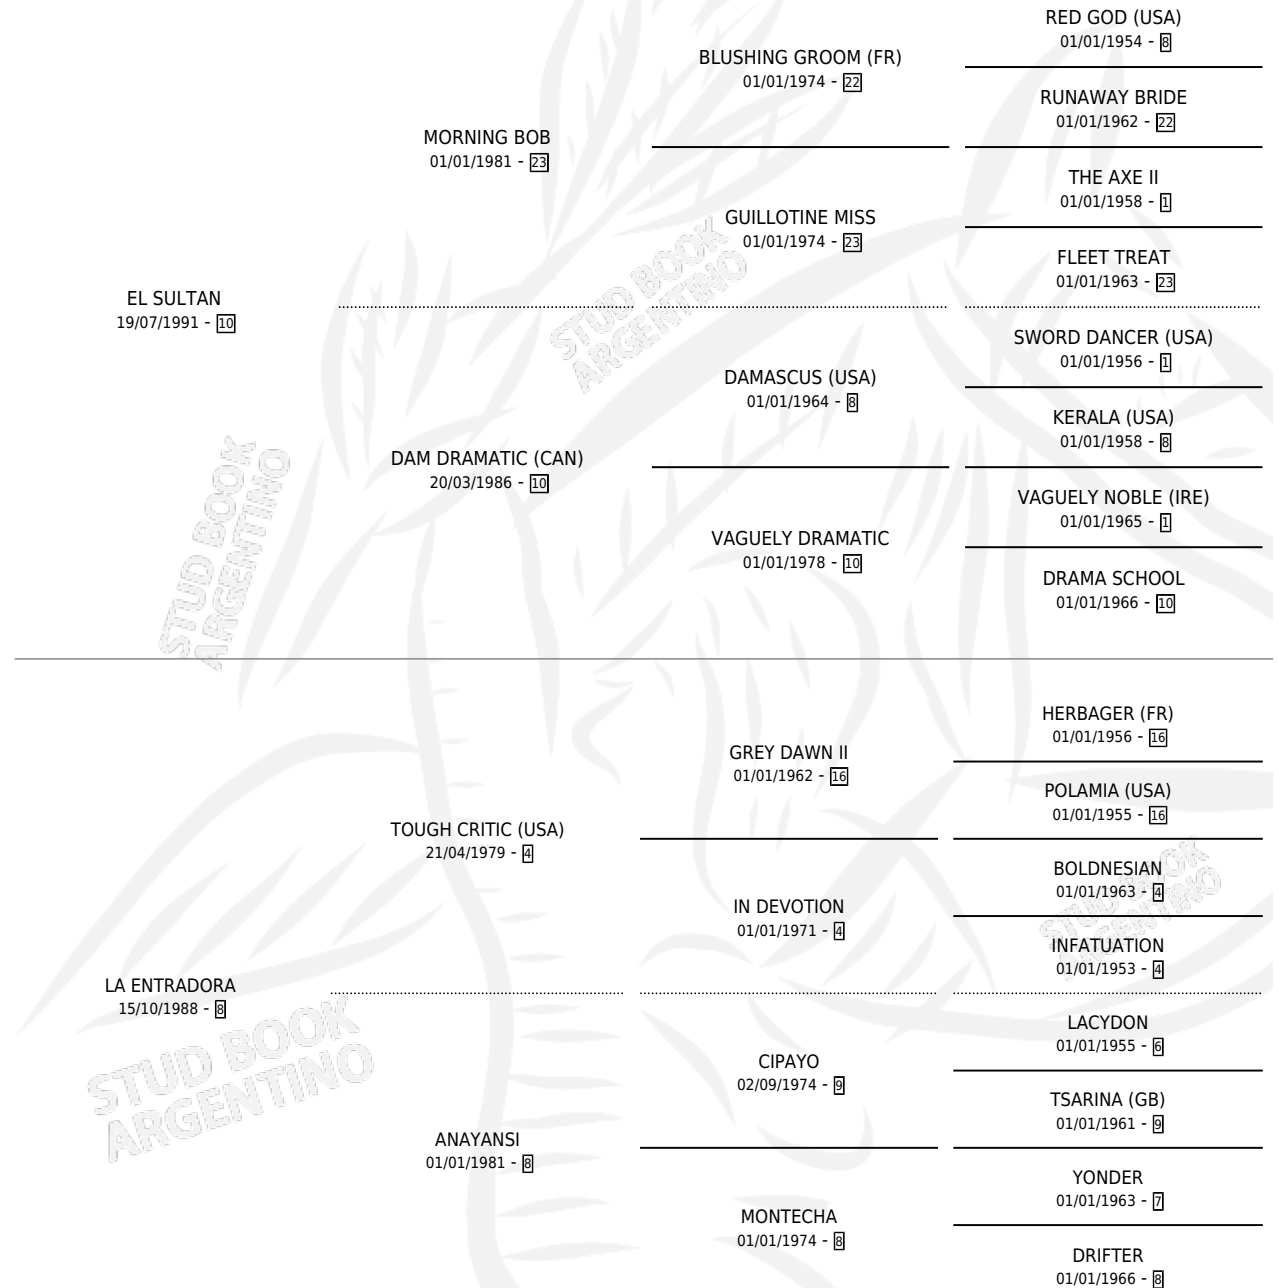 RED GOD (USA)
01/01/1954 - 8
BLUSHING GROOM (FR)
01/01/1974 - 22
RUNAWAY BRIDE
01/01/1962 - 22
MORNING BOB
01/01/1981 - 23
THE AXE II
01/01/1958 - 1
GUILLOTINE MISS
01/01/1974 - 23
FLEET TREAT
01/01/1963 - 23
EL SULTAN
19/07/1991 - 10
SWORD DANCER (USA)
01/01/1956 - 1
DAMASCUS (USA)
01/01/1964 - 8
KERALA (USA)
01/01/1958 - 8
DAM DRAMATIC (CAN)
20/03/1986 - 10
VAGUELY NOBLE (IRE)
01/01/1965 - 1
VAGUELY DRAMATIC
01/01/1978 - 10
DRAMA SCHOOL
01/01/1966 - 10
HERBAGER (FR)
01/01/1956 - 16
GREY DAWN II
01/01/1962 - 16
POLAMIA (USA)
01/01/1955 - 16
TOUGH CRITIC (USA)
21/04/1979 - 4
BOLDNESIAN
01/01/1963 - 4
IN DEVOTION
01/01/1971 - 4
INFATUATION
01/01/1953 - 4
LA ENTRADORA
15/10/1988 - 8
LACYDON
01/01/1955 - 6
CIPAYO
02/09/1974 - 9
TSARINA (GB)
01/01/1961 - 9
ANAYANSI
01/01/1981 - 8
YONDER
01/01/1963 - 7
MONTECHA
01/01/1974 - 8
DRIFTER
01/01/1966 - 8
STUD BOOK
ARGENTINO
STUD BOOK
ARGENTINO
STUD BOOK
ARGENTINO
STUD BOOK
ARGENTINO